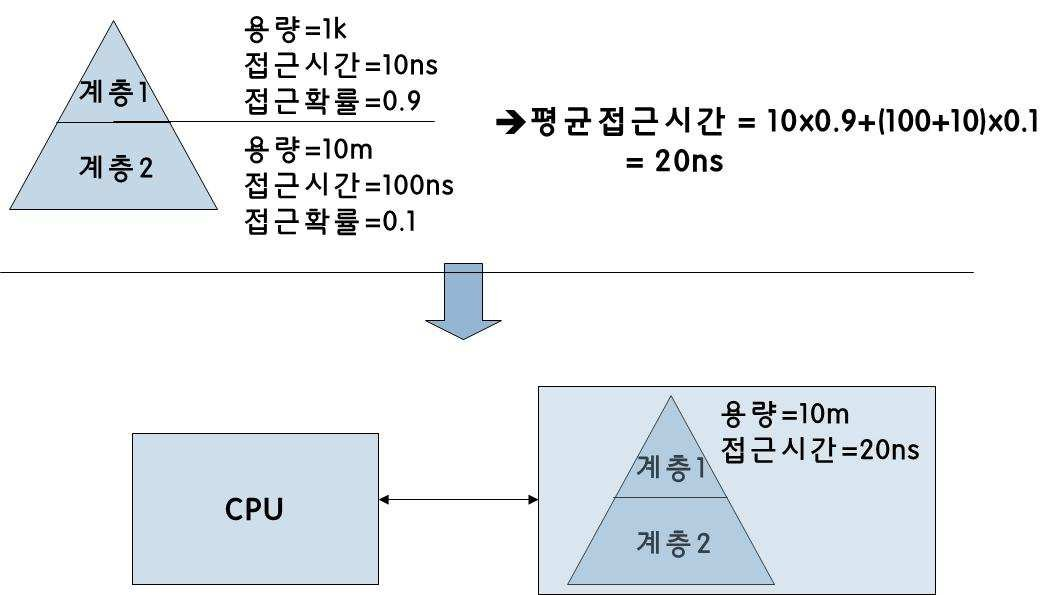 용량=1k
접근시간=10ns
접근확률=0.9
계층1
용량=10m
접근시간=100ns
접근확률=0.1
계층2
➔평균접근시간 = 10x0.9+(100+10)x0.1
= 20ns
CPU
용량=10m
접근시간=20ns
계층1
계층2